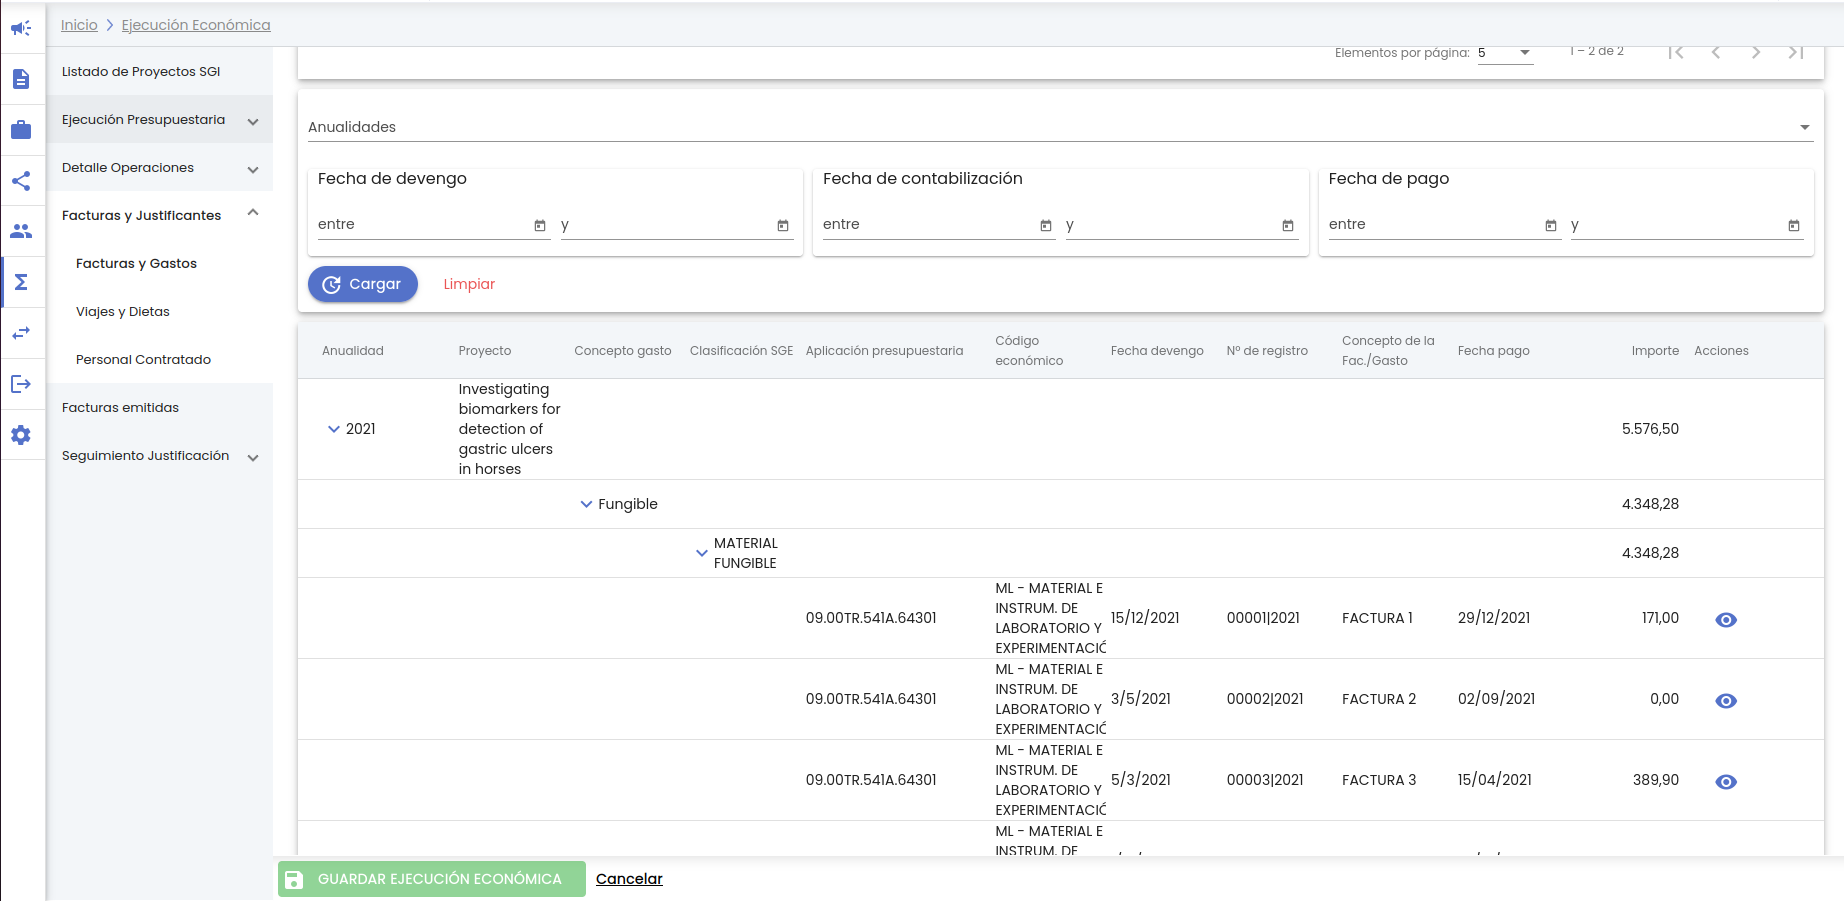 Inicio > Ejecución Económica
Listado de Proyectos SGI
Ejecución Presupuestaria
Detalle Operaciones
Facturas y Justificantes
Facturas y Gastos
Viajes y Dietas
Personal Contratado
Facturas emitidas
Seguimiento Justificación
Elementos por página: 5 1 – 2 de 2
Anualidades
Fecha de devengo Fecha de contabilización Fecha de pago
entre y entre y entre y
Cargar Limpiar
Anualidad Proyecto Concepto gasto Clasificación SGE Aplicación presupuestaria Código económico Fecha devengo Nº de registro Concepto de la Fac./Gasto Fecha pago Importe Acciones
2021 Investigating biomarkers for detection of gastric ulcers in horses 5.576,50
Fungible 4.348,28
MATERIAL FUNGIBLE 4.348,28
09.00TR.541A.64301 ML - MATERIAL E INSTRUM. DE LABORATORIO Y EXPERIMENTACIÓ 15/12/2021 00001|2021 FACTURA 1 29/12/2021 171,00
09.00TR.541A.64301 ML - MATERIAL E INSTRUM. DE LABORATORIO Y EXPERIMENTACIÓ 3/5/2021 00002|2021 FACTURA 2 02/09/2021 0,00
09.00TR.541A.64301 ML - MATERIAL E INSTRUM. DE LABORATORIO Y EXPERIMENTACIÓ 5/3/2021 00003|2021 FACTURA 3 15/04/2021 389,90
ML - MATERIAL E INSTRUM. DE
GUARDAR EJECUCIÓN ECONÓMICA Cancelar